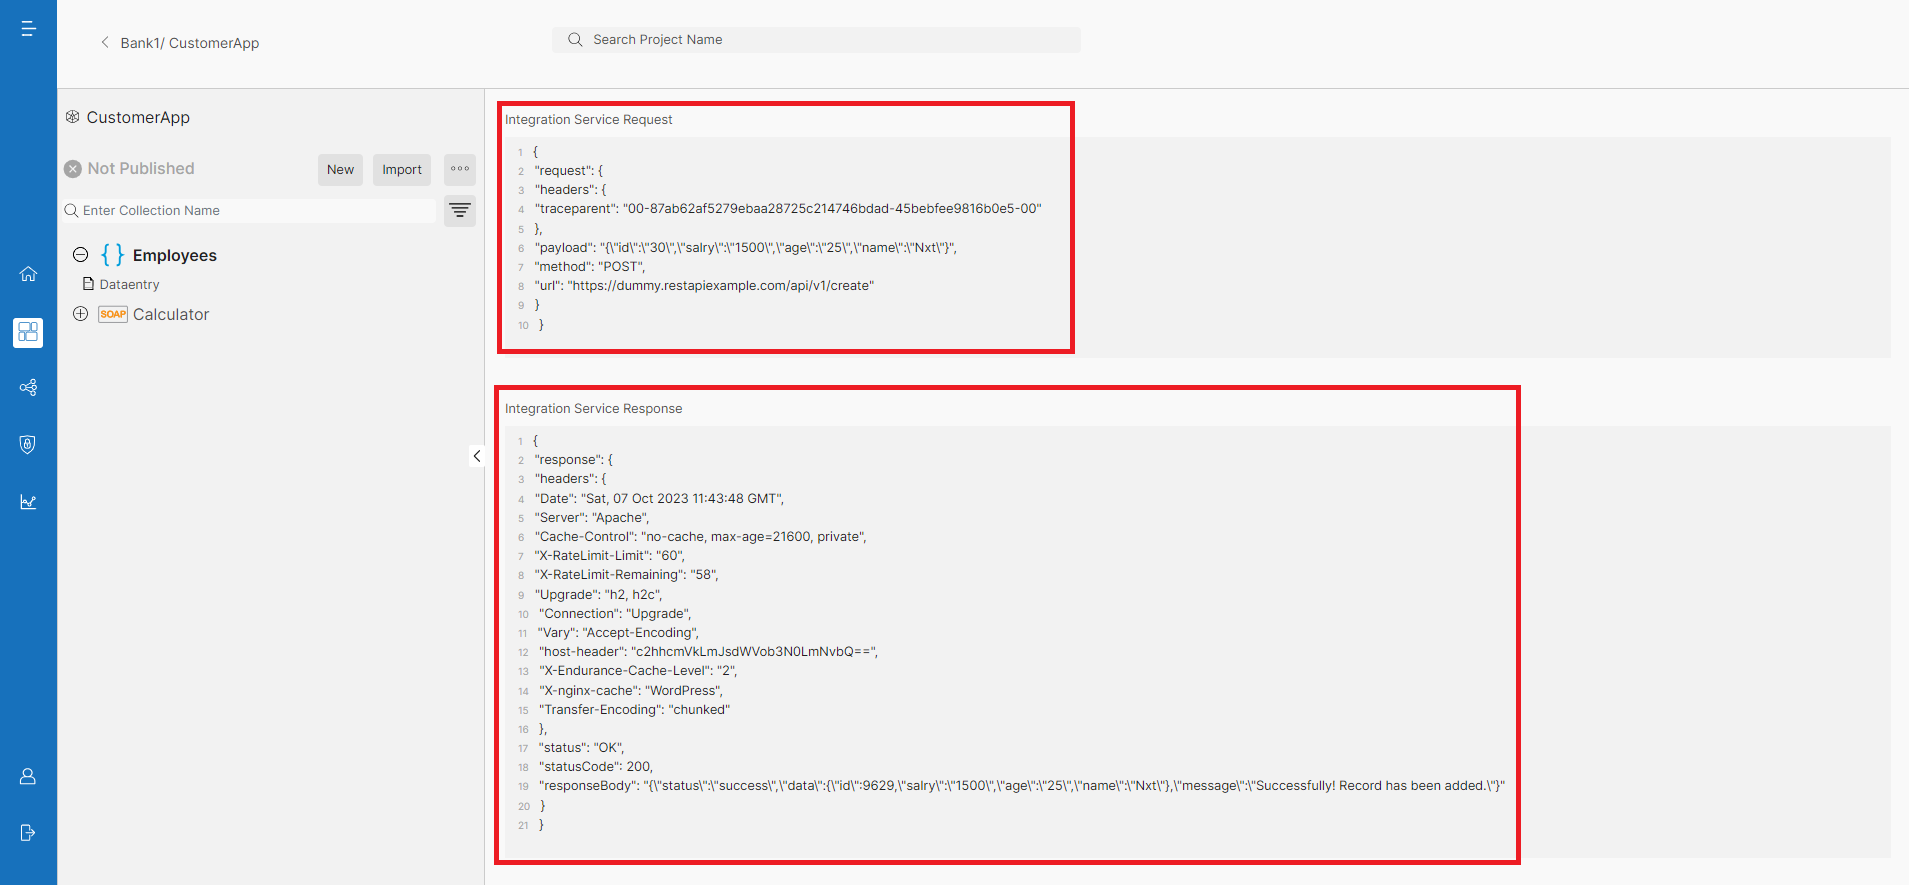 Bank1/ CustomerApp
Search Project Name
CustomerApp
Not Published
New
Import
Enter Collection Name
Employees
Dataentry
SOAP Calculator
Integration Service Request
1 {
2 "request": {
3 "headers": {
4 "traceparent": "00-87ab62af5279ebaa28725c214746bdad-45bebfee9816b0e5-00"
5 },
6 "payload": "{\"id\":\"30\",\"salry\":\"1500\",\"age\":\"25\",\"name\":\"Nxt\"}",
7 "method": "POST",
8 "url": "https://dummy.restapiexample.com/api/v1/create"
9 }
10 }
Integration Service Response
1 {
2 "response": {
3 "headers": {
4 "Date": "Sat, 07 Oct 2023 11:43:48 GMT",
5 "Server": "Apache",
6 "Cache-Control": "no-cache, max-age=21600, private",
7 "X-RateLimit-Limit": "60",
8 "X-RateLimit-Remaining": "58",
9 "Upgrade": "h2, h2c",
10 "Connection": "Upgrade",
11 "Vary": "Accept-Encoding",
12 "host-header": "c2hhcmVkLmJsdWVob3N0LmNvbQ==",
13 "X-Endurance-Cache-Level": "2",
14 "X-nginx-cache": "WordPress",
15 "Transfer-Encoding": "chunked"
16 },
17 "status": "OK",
18 "statusCode": 200,
19 "responseBody": "{\"status\":\"success\",\"data\":{\"id\":9629,\"salry\":\"1500\",\"age\":\"25\",\"name\":\"Nxt\"},\"message\":\"Successfully! Record has been added.\"}"
20 }
21 }